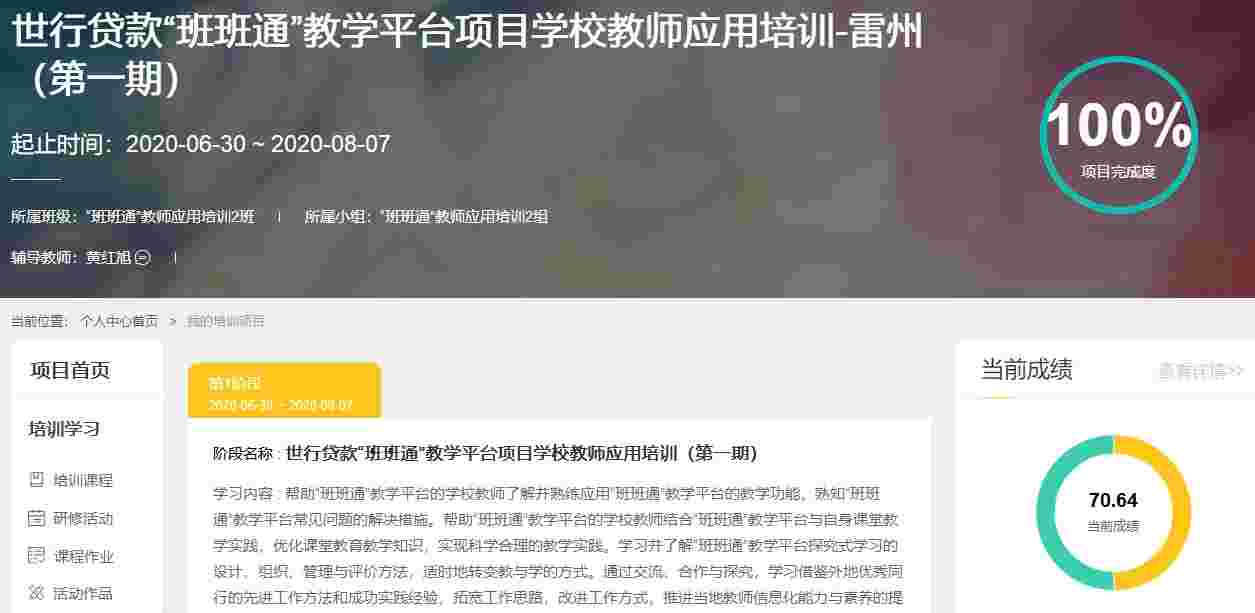 世行贷款“班班通”教学平台项目学校教师应用培训-雷州
（第一期）
100%
项目完成度
起止时间：2020-06-30 ~ 2020-08-07
所属班级：“班班通”教师应用培训2班 | 所属小组：“班班通”教师应用培训2组
辅导教师：黄红旭 |
当前位置： 个人中心首页 > 我的培训项目
项目首页
培训学习
培训课程
研修活动
课程作业
活动作品
第1阶段
2020-06-30 ~ 2020-08-07
阶段名称 : 世行贷款“班班通”教学平台项目学校教师应用培训（第一期）
学习内容 : 帮助“班班通”教学平台的学校教师了解并熟练应用“班班通”教学平台的教学功能，熟知“班班
通”教学平台常见问题的解决措施。帮助“班班通”教学平台的学校教师结合“班班通”教学平台与自身课堂教
学实践，优化课堂教育教学知识，实现科学合理的教学实践。学习并了解“班班通”教学平台探究式学习的
设计、组织、管理与评价方法，适时地转变教与学的方式。通过交流、合作与探究，学习借鉴外地优秀同
行的先进工作方法和成功实践经验，拓宽工作思路，改进工作方式，推进当地教师信息化能力与素养的提
当前成绩
查看详情>>
70.64
当前成绩